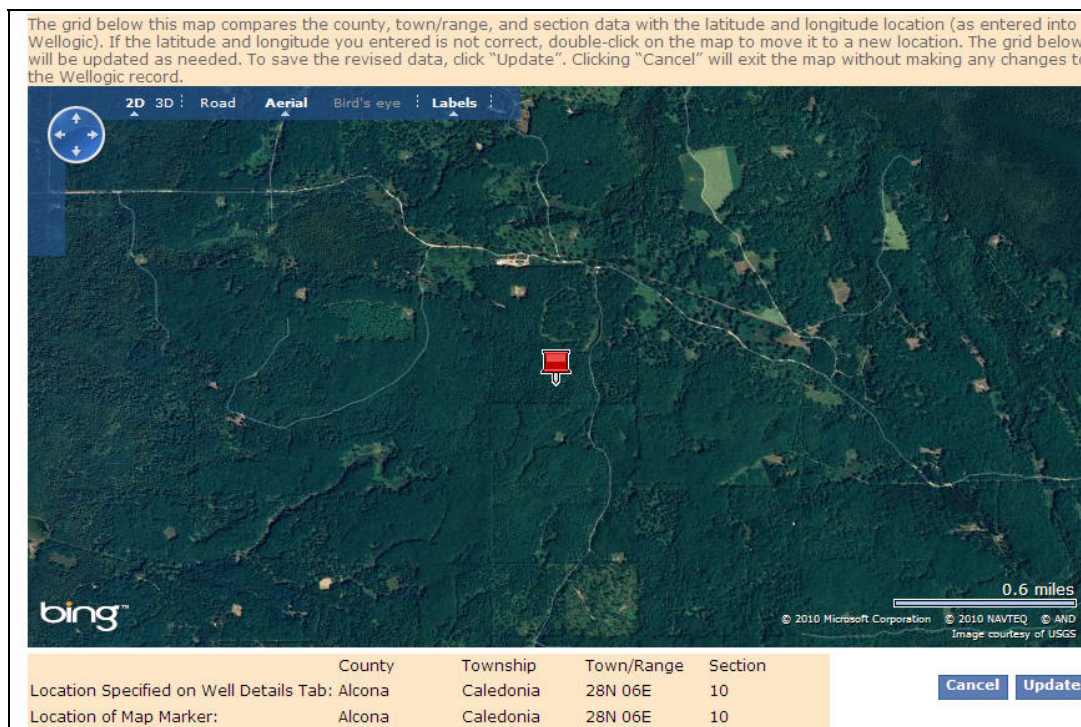 The grid below this map compares the county, town/range, and section data with the latitude and longitude location (as entered into
Wellogic). If the latitude and longitude you entered is not correct, double-click on the map to move it to a new location. The grid below
will be updated as needed. To save the revised data, click “Update”. Clicking “Cancel” will exit the map without making any changes to
the Wellogic record.
2D 3D Road Aerial Bird's eye Labels
0.6 miles
bing™
© 2010 Microsoft Corporation © 2010 NAVTEQ © AND
Image courtesy of USGS
County Township Town/Range Section
Location Specified on Well Details Tab: Alcona Caledonia 28N 06E 10
Cancel Update
Location of Map Marker: Alcona Caledonia 28N 06E 10